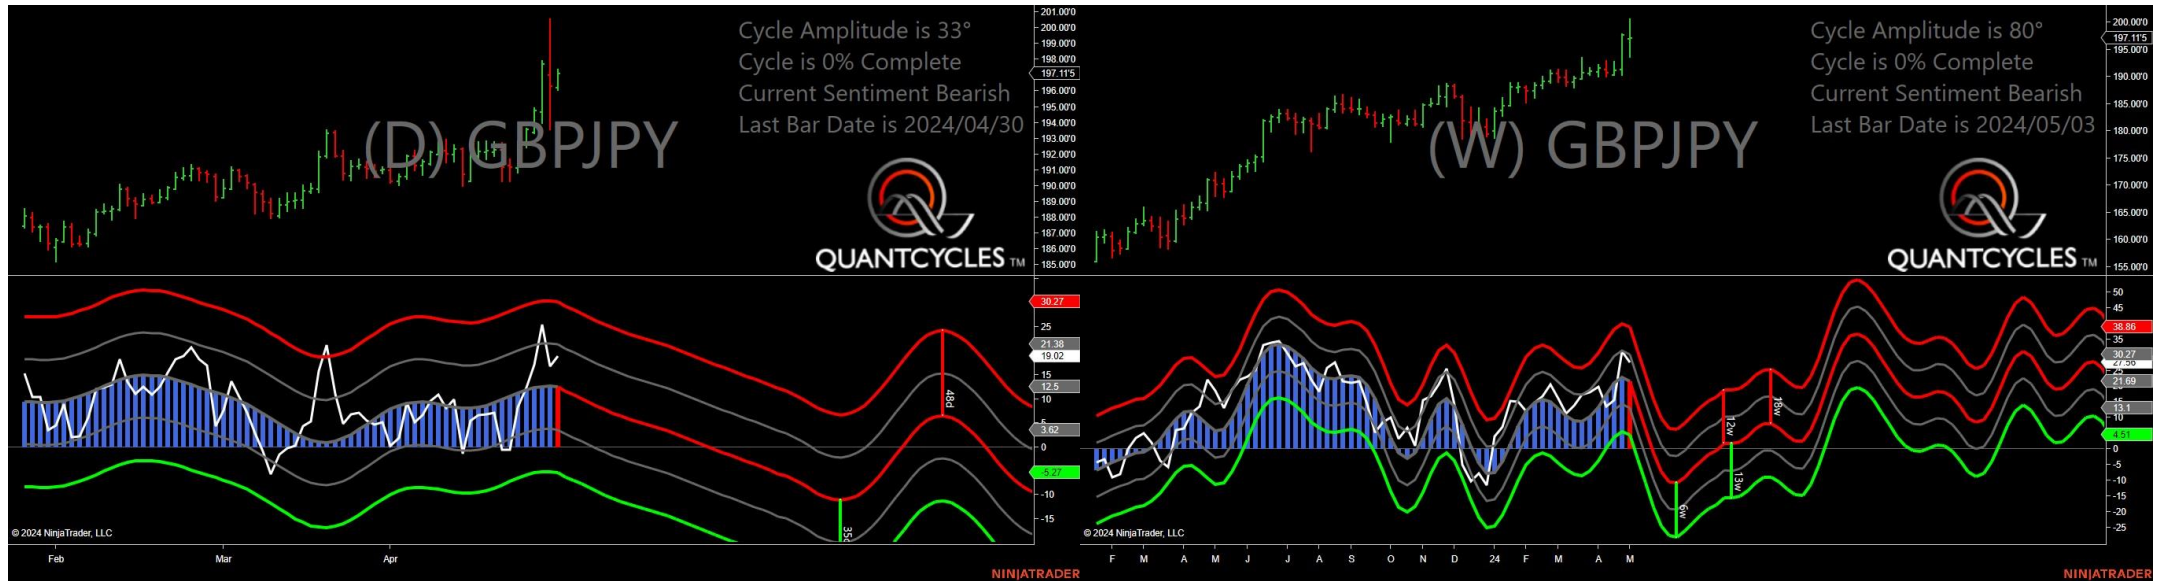 Cycle Amplitude is 33°
Cycle is 0% Complete
Current Sentiment Bearish
Last Bar Date is 2024/04/30
(D) GBPJPY
QUANTCYCLES TM
201.00'0
200.00'0
199.00'0
198.00'0
197.11'5
196.00'0
195.00'0
194.00'0
193.00'0
192.00'0
191.00'0
190.00'0
189.00'0
188.00'0
187.00'0
186.00'0
185.00'0
30.27
25
21.38
19.02
15
12.5
10
5
3.62
0
-5.27
-10
-15
48d
© 2024 NinjaTrader, LLC
Feb Mar Apr
NINJATRADER
Cycle Amplitude is 80°
Cycle is 0% Complete
Current Sentiment Bearish
Last Bar Date is 2024/05/03
(W) GBPJPY
QUANTCYCLES TM
200.00'0
197.11'5
195.00'0
190.00'0
185.00'0
180.00'0
175.00'0
170.00'0
165.00'0
160.00'0
155.00'0
50
45
38.86
35
30.27
27.56
21.69
13.1
10
4.51
0
-5
-10
-15
-20
-25
6w
12w
13w
18w
© 2024 NinjaTrader, LLC
F M A M J J A S O N D 24 F M A M
NINJATRADER